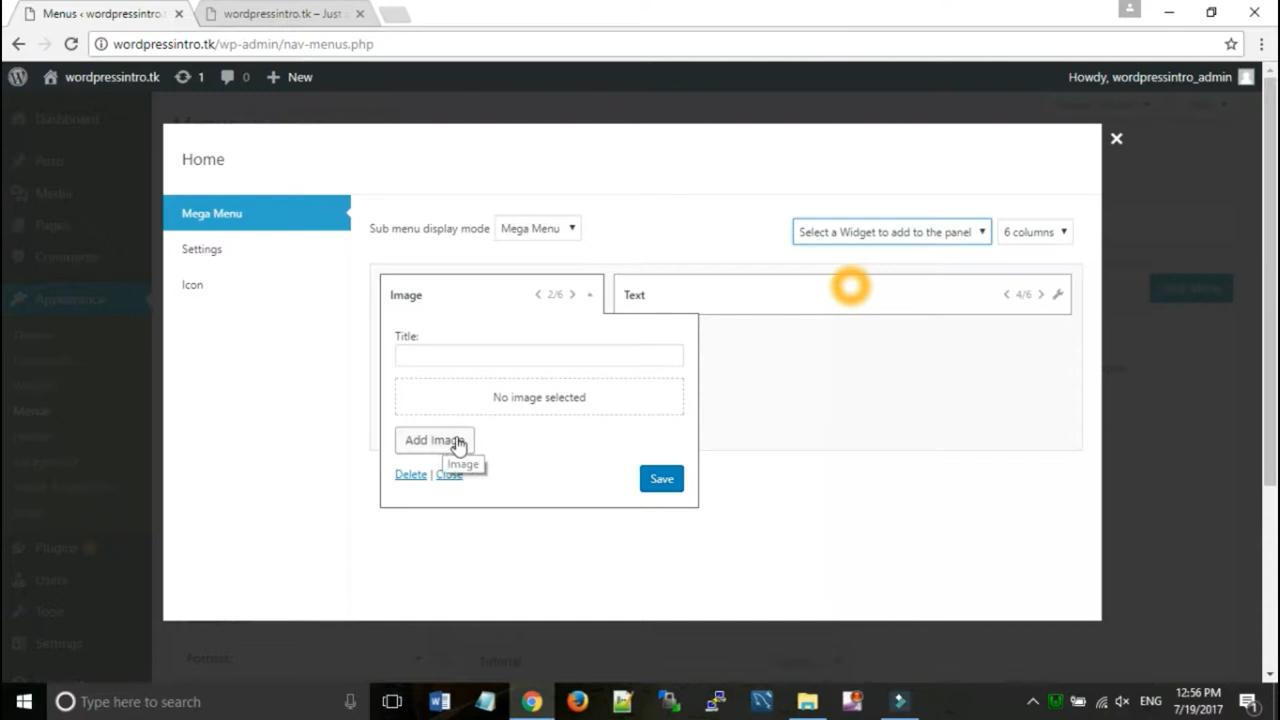 Menus ‹ wordpressintro.t
wordpressintro.tk – Just
wordpressintro.tk/wp-admin/nav-menus.php
wordpressintro.tk 1 0 New
Howdy, wordpressintro_admin
Dashboard
Posts
Media
Pages
Comments
Appearance
Menus
Plugins
Users
Tools
Settings
Home
Mega Menu
Settings
Icon
Sub menu display mode Mega Menu
Select a Widget to add to the panel 6 columns
Image 2/6
Text 4/6
Title:
No image selected
Add Image
Image
Delete | Close
Save
Format:
Tutorial
Type here to search
ENG
12:56 PM
7/19/2017
1